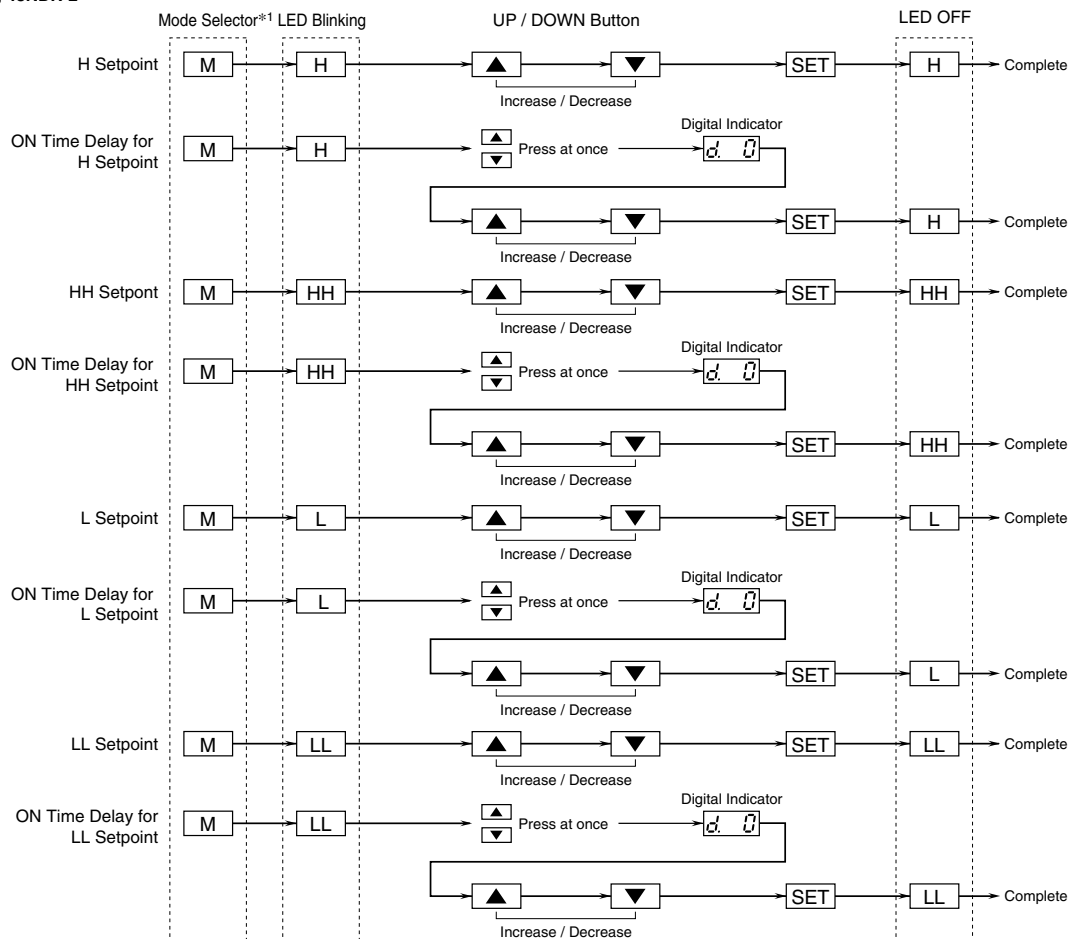 Mode Selector*1 LED Blinking UP / DOWN Button LED OFF
H Setpoint M H ▲ ▼ SET H Complete
Increase / Decrease
ON Time Delay for
H Setpoint
M H ▲ ▼ Press at once
Digital Indicator
d. 0
▲ ▼ SET H Complete
Increase / Decrease
HH Setpont M HH ▲ ▼ SET HH Complete
Increase / Decrease
ON Time Delay for
HH Setpoint
M HH ▲ ▼ Press at once
Digital Indicator
d. 0
▲ ▼ SET HH Complete
Increase / Decrease
L Setpoint M L ▲ ▼ SET L Complete
Increase / Decrease
ON Time Delay for
L Setpoint
M L ▲ ▼ Press at once
Digital Indicator
d. 0
▲ ▼ SET L Complete
Increase / Decrease
LL Setpoint M LL ▲ ▼ SET LL Complete
Increase / Decrease
ON Time Delay for
LL Setpoint
M LL ▲ ▼ Press at once
Digital Indicator
d. 0
▲ ▼ SET LL Complete
Increase / Decrease